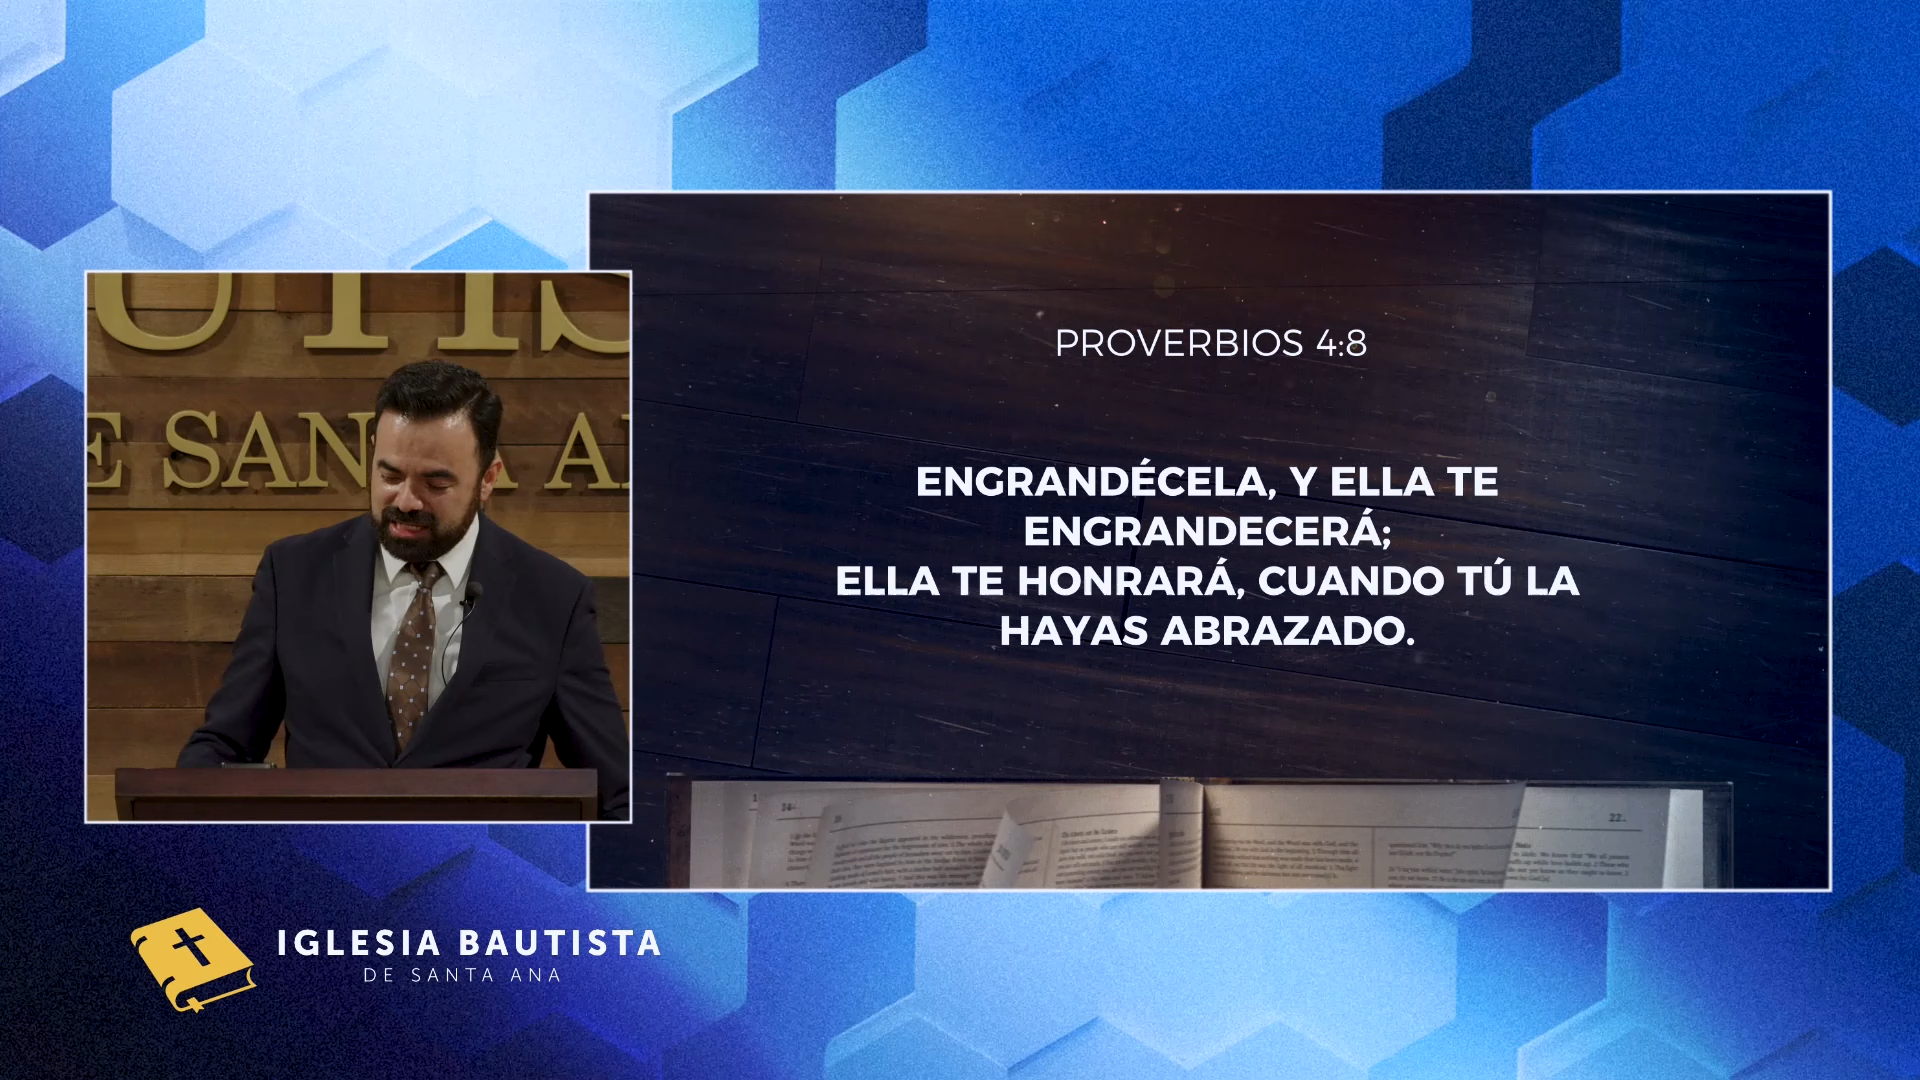 PROVERBIOS 4:8
ENGRANDÉCELA, Y ELLA TE
ENGRANDECERÁ;
ELLA TE HONRARÁ, CUANDO TÚ LA
HAYAS ABRAZADO.
E SAN
IGLESIA BAUTISTA
DE SANTA ANA